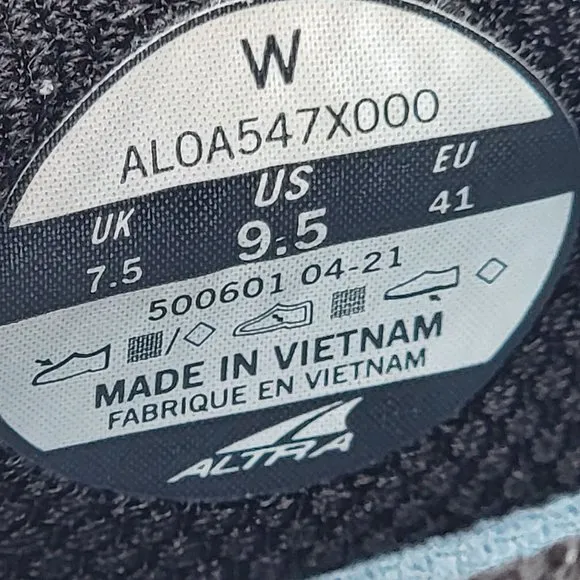 W
AL0A547X000
UK US EU
7.5 9.5 41
500601 04-21
MADE IN VIETNAM
FABRIQUE EN VIETNAM
ALTRA